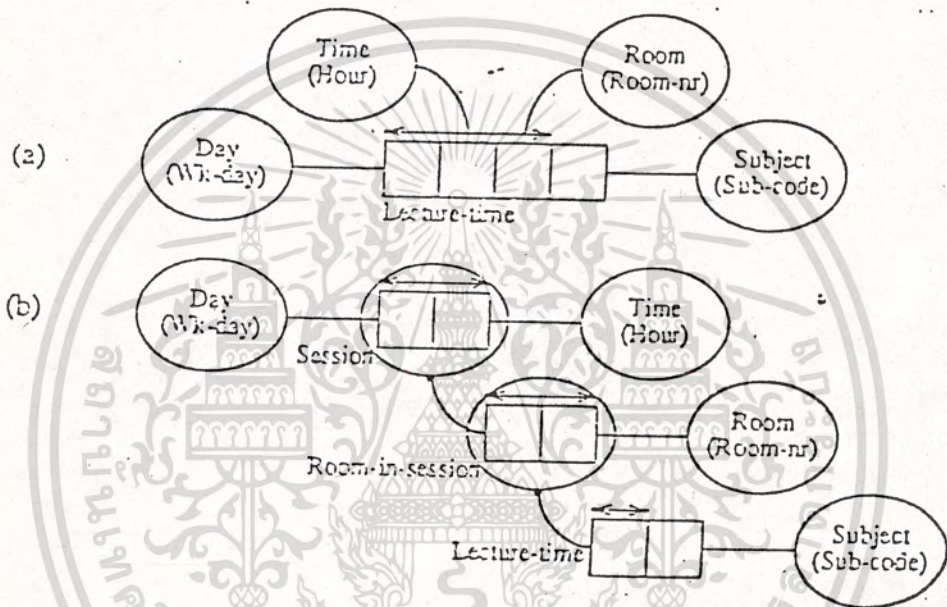 (a)
Time
(Hour)
Room
(Room-nr)
Day
(Wk-day)
Subject
(Sub-code)
Lecture-time
(b)
Day
(Wk-day)
Time
(Hour)
Session
Room
(Room-nr)
Room-in-session
Lecture-time
Subject
(Sub-code)